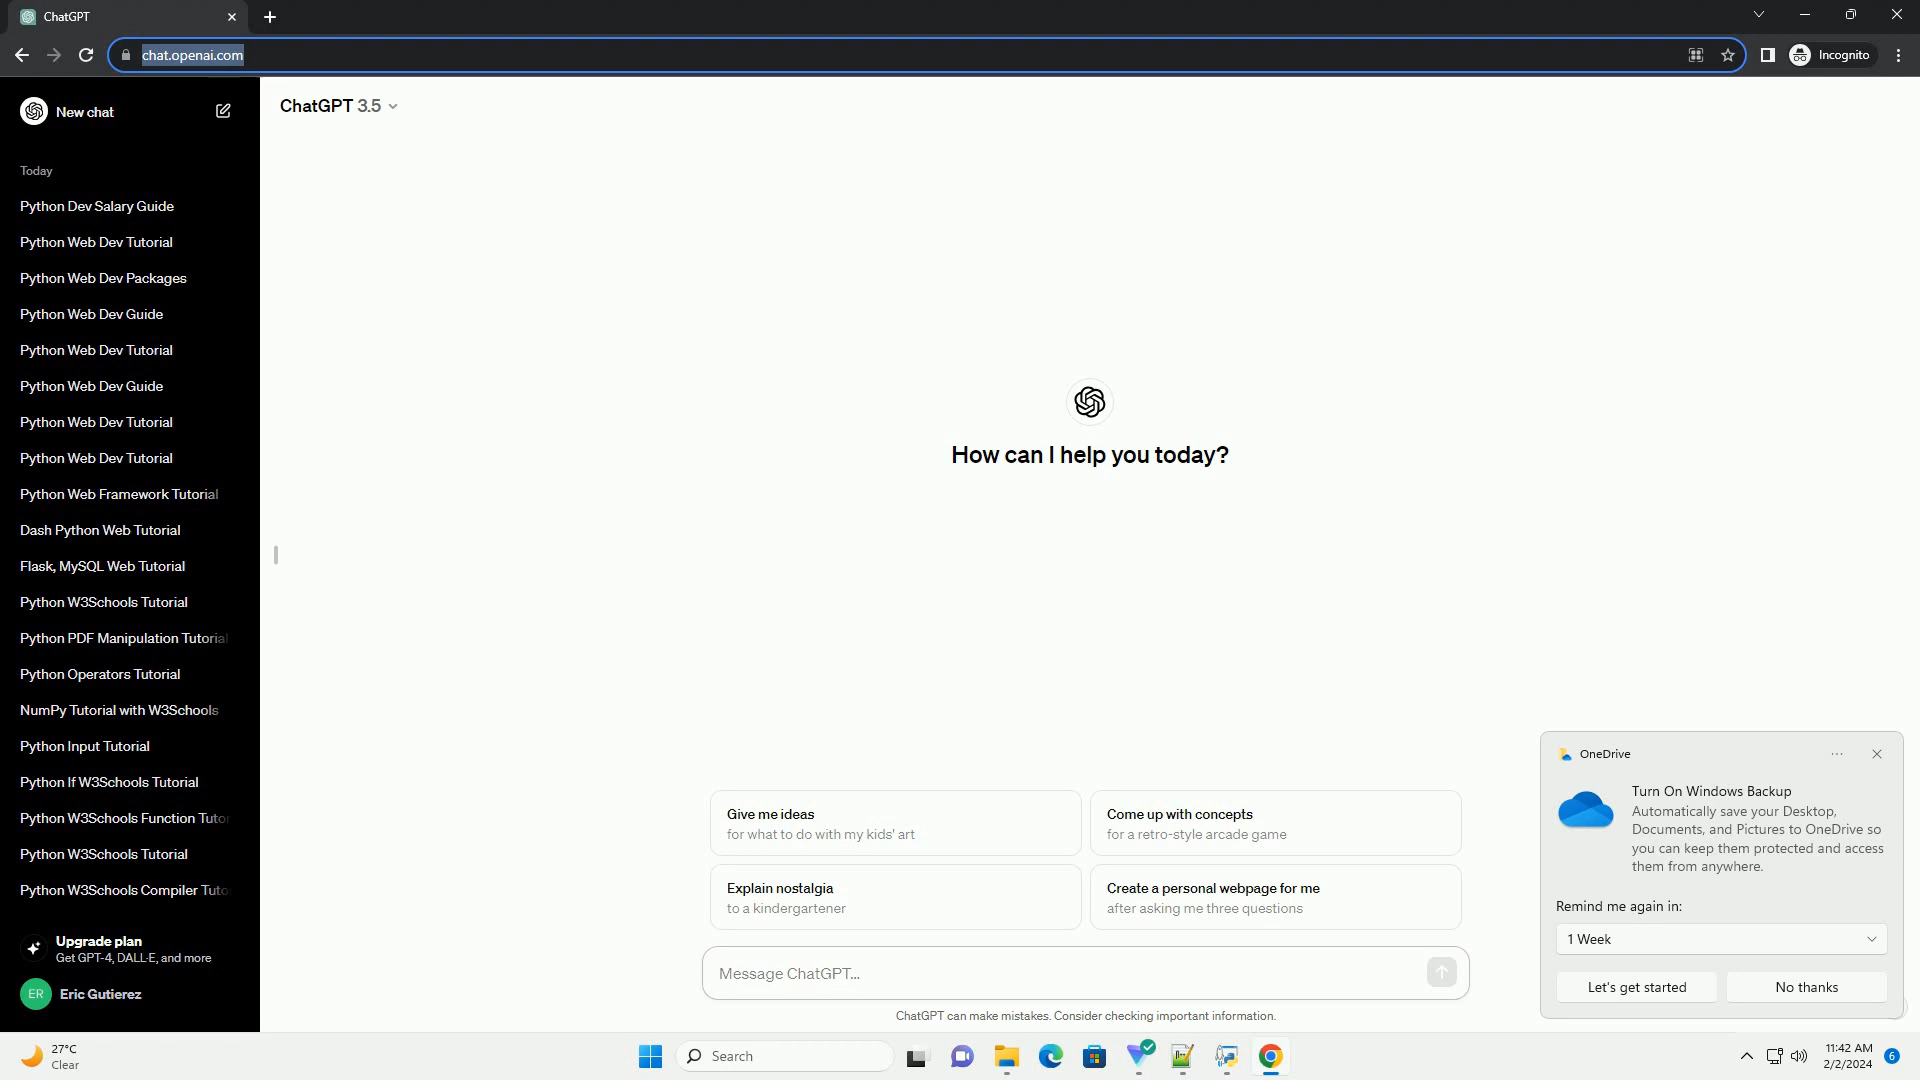 ChatGPT
chat.openai.com
Incognito
New chat
ChatGPT 3.5
Today
Python Dev Salary Guide
Python Web Dev Tutorial
Python Web Dev Packages
Python Web Dev Guide
Python Web Dev Tutorial
Python Web Dev Guide
Python Web Dev Tutorial
Python Web Dev Tutorial
Python Web Framework Tutorial
Dash Python Web Tutorial
Flask, MySQL Web Tutorial
Python W3Schools Tutorial
Python PDF Manipulation Tutorial
Python Operators Tutorial
NumPy Tutorial with W3Schools
Python Input Tutorial
Python If W3Schools Tutorial
Python W3Schools Function Tutor
Python W3Schools Tutorial
Python W3Schools Compiler Tuto
Upgrade plan
Get GPT-4, DALL·E, and more
ER
Eric Gutierez
How can I help you today?
Give me ideas
for what to do with my kids' art
Come up with concepts
for a retro-style arcade game
Explain nostalgia
to a kindergartener
Create a personal webpage for me
after asking me three questions
Message ChatGPT...
ChatGPT can make mistakes. Consider checking important information.
OneDrive
Turn On Windows Backup
Automatically save your Desktop,
Documents, and Pictures to OneDrive so
you can keep them protected and access
them from anywhere.
Remind me again in:
1 Week
Let's get started
No thanks
27°C
Clear
Search
11:42 AM
2/2/2024
6